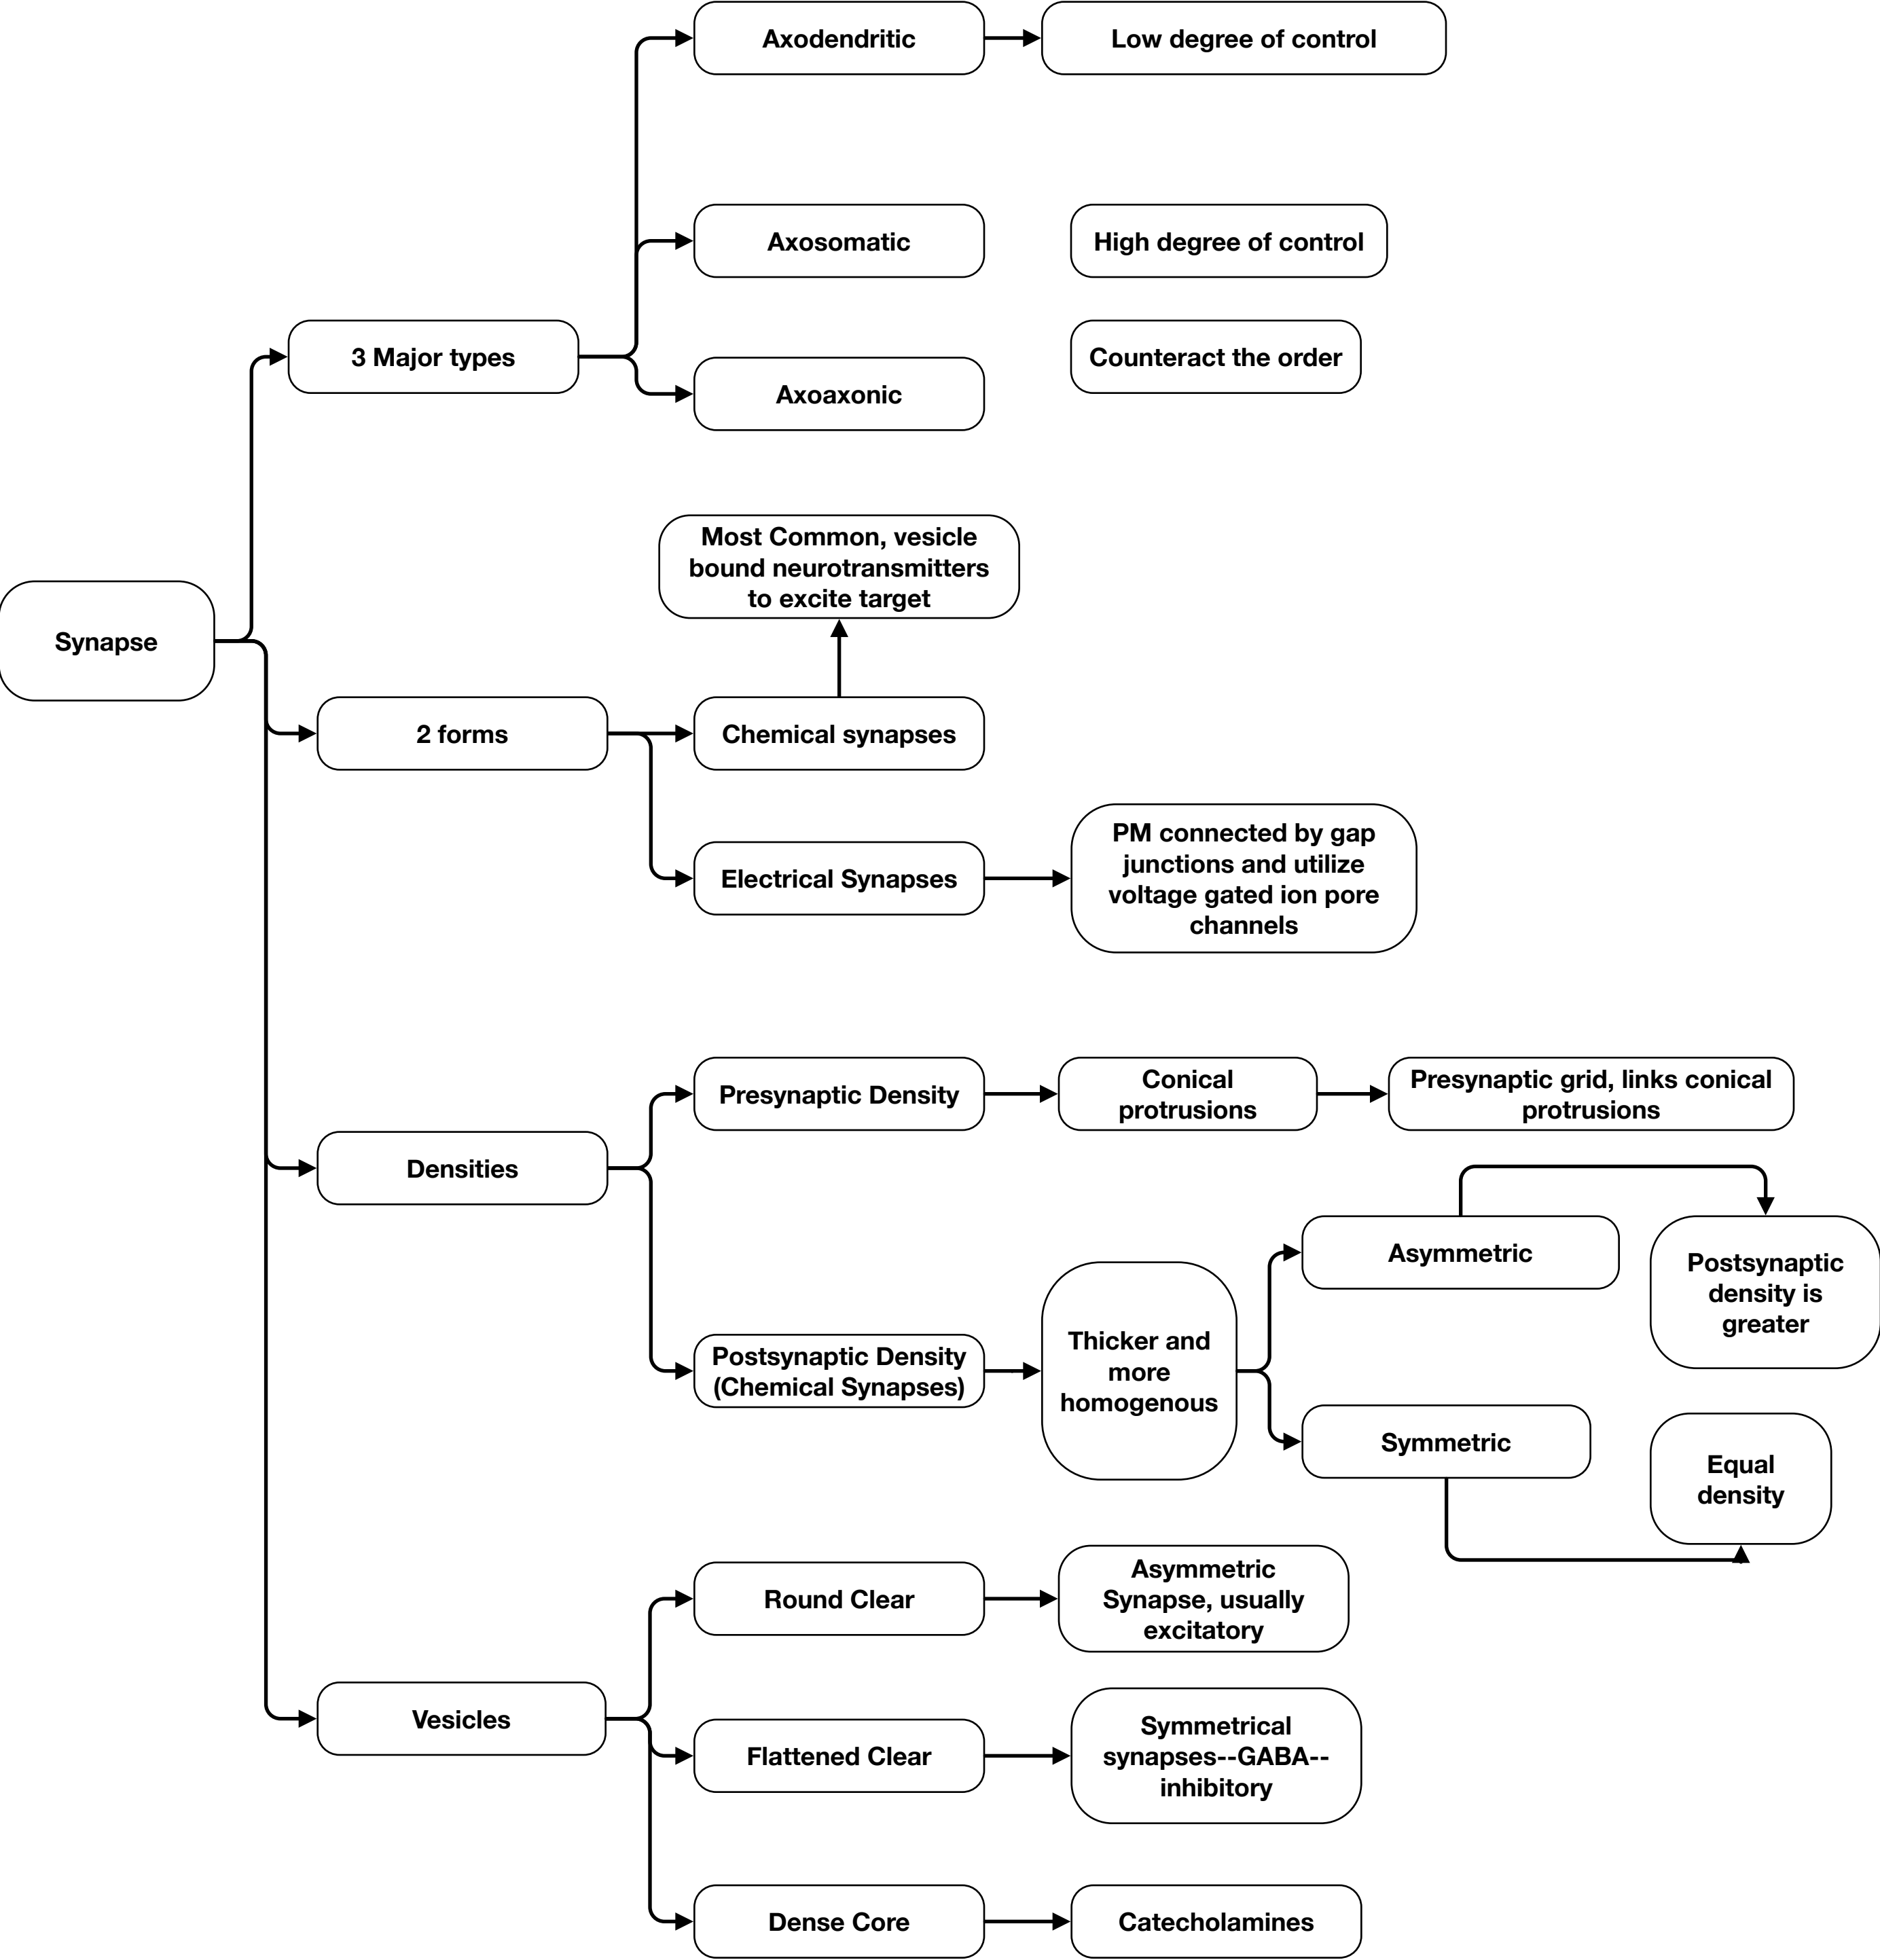 Axodendritic
Low degree of control
Axosomatic
High degree of control
3 Major types
Counteract the order
Axoaxonic
Most Common, vesicle
bound neurotransmitters
to excite target
Synapse
2 forms
Chemical synapses
Electrical Synapses
PM connected by gap
junctions and utilize
voltage gated ion pore
channels
Presynaptic Density
Conical
protrusions
Presynaptic grid, links conical
protrusions
Densities
Asymmetric
Postsynaptic
density is
greater
Postsynaptic Density
(Chemical Synapses)
Thicker and
more
homogenous
Symmetric
Equal
density
Round Clear
Asymmetric
Synapse, usually
excitatory
Vesicles
Flattened Clear
Symmetrical
synapses--GABA--
inhibitory
Dense Core
Catecholamines